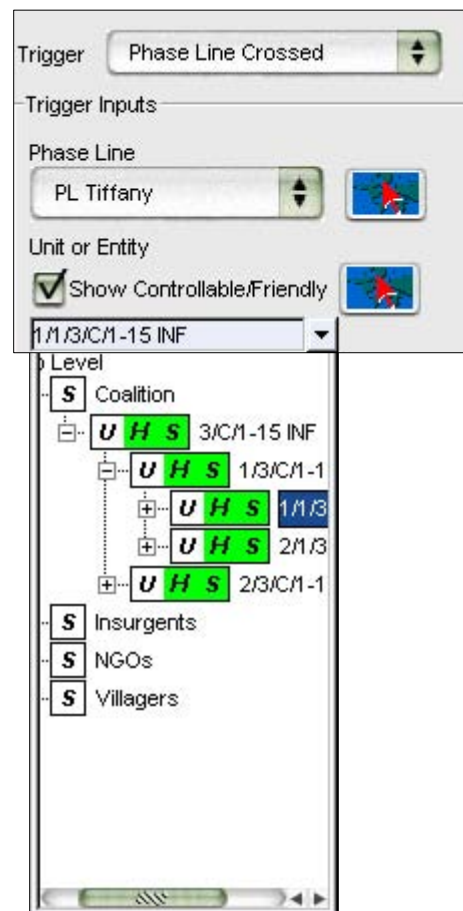 Trigger Phase Line Crossed
Trigger Inputs
Phase Line
PL Tiffany
Unit or Entity
Show Controllable/Friendly
1/1/3/C/1-15 INF
Level
S Coalition
U H S 3/C/1-15 INF
U H S 1/3/C/1-1
U H S 1/1/3
U H S 2/1/3
U H S 2/3/C/1-1
S Insurgents
S NGOs
S Villagers